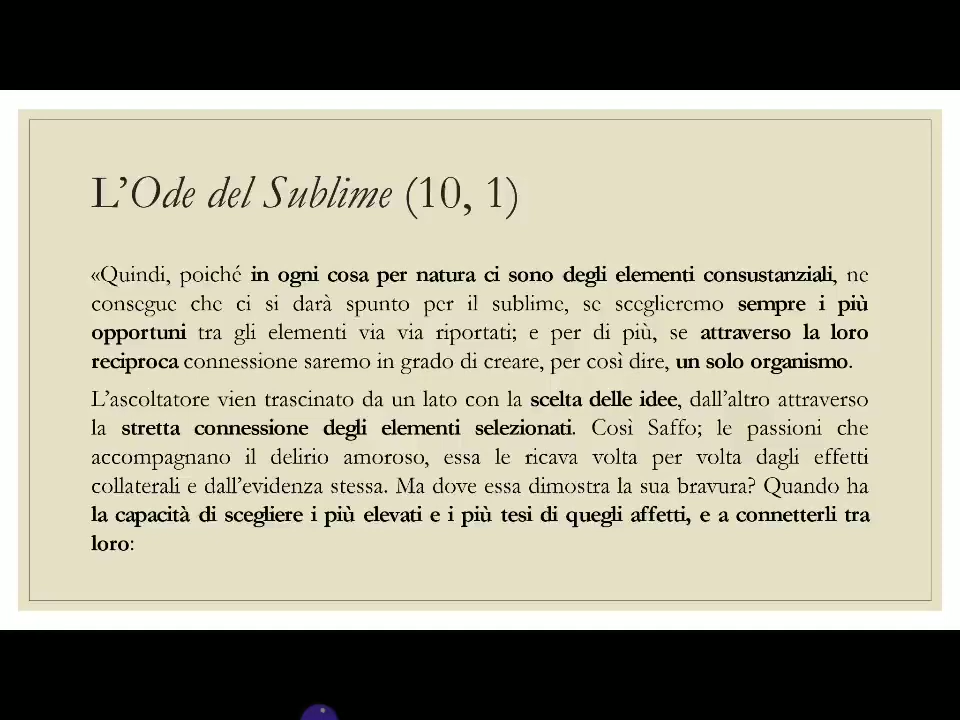 L’Ode del Sublime (10, 1)
«Quindi, poiché in ogni cosa per natura ci sono degli elementi consustanziali, ne
consegue che ci si darà spunto per il sublime, se sceglieremo sempre i più
opportuni tra gli elementi via via riportati; e per di più, se attraverso la loro
reciproca connessione saremo in grado di creare, per così dire, un solo organismo.
L’ascoltatore vien trascinato da un lato con la scelta delle idee, dall’altro attraverso
la stretta connessione degli elementi selezionati. Così Saffo; le passioni che
accompagnano il delirio amoroso, essa le ricava volta per volta dagli effetti
collaterali e dall’evidenza stessa. Ma dove essa dimostra la sua bravura? Quando ha
la capacità di scegliere i più elevati e i più tesi di quegli affetti, e a connetterli tra
loro: